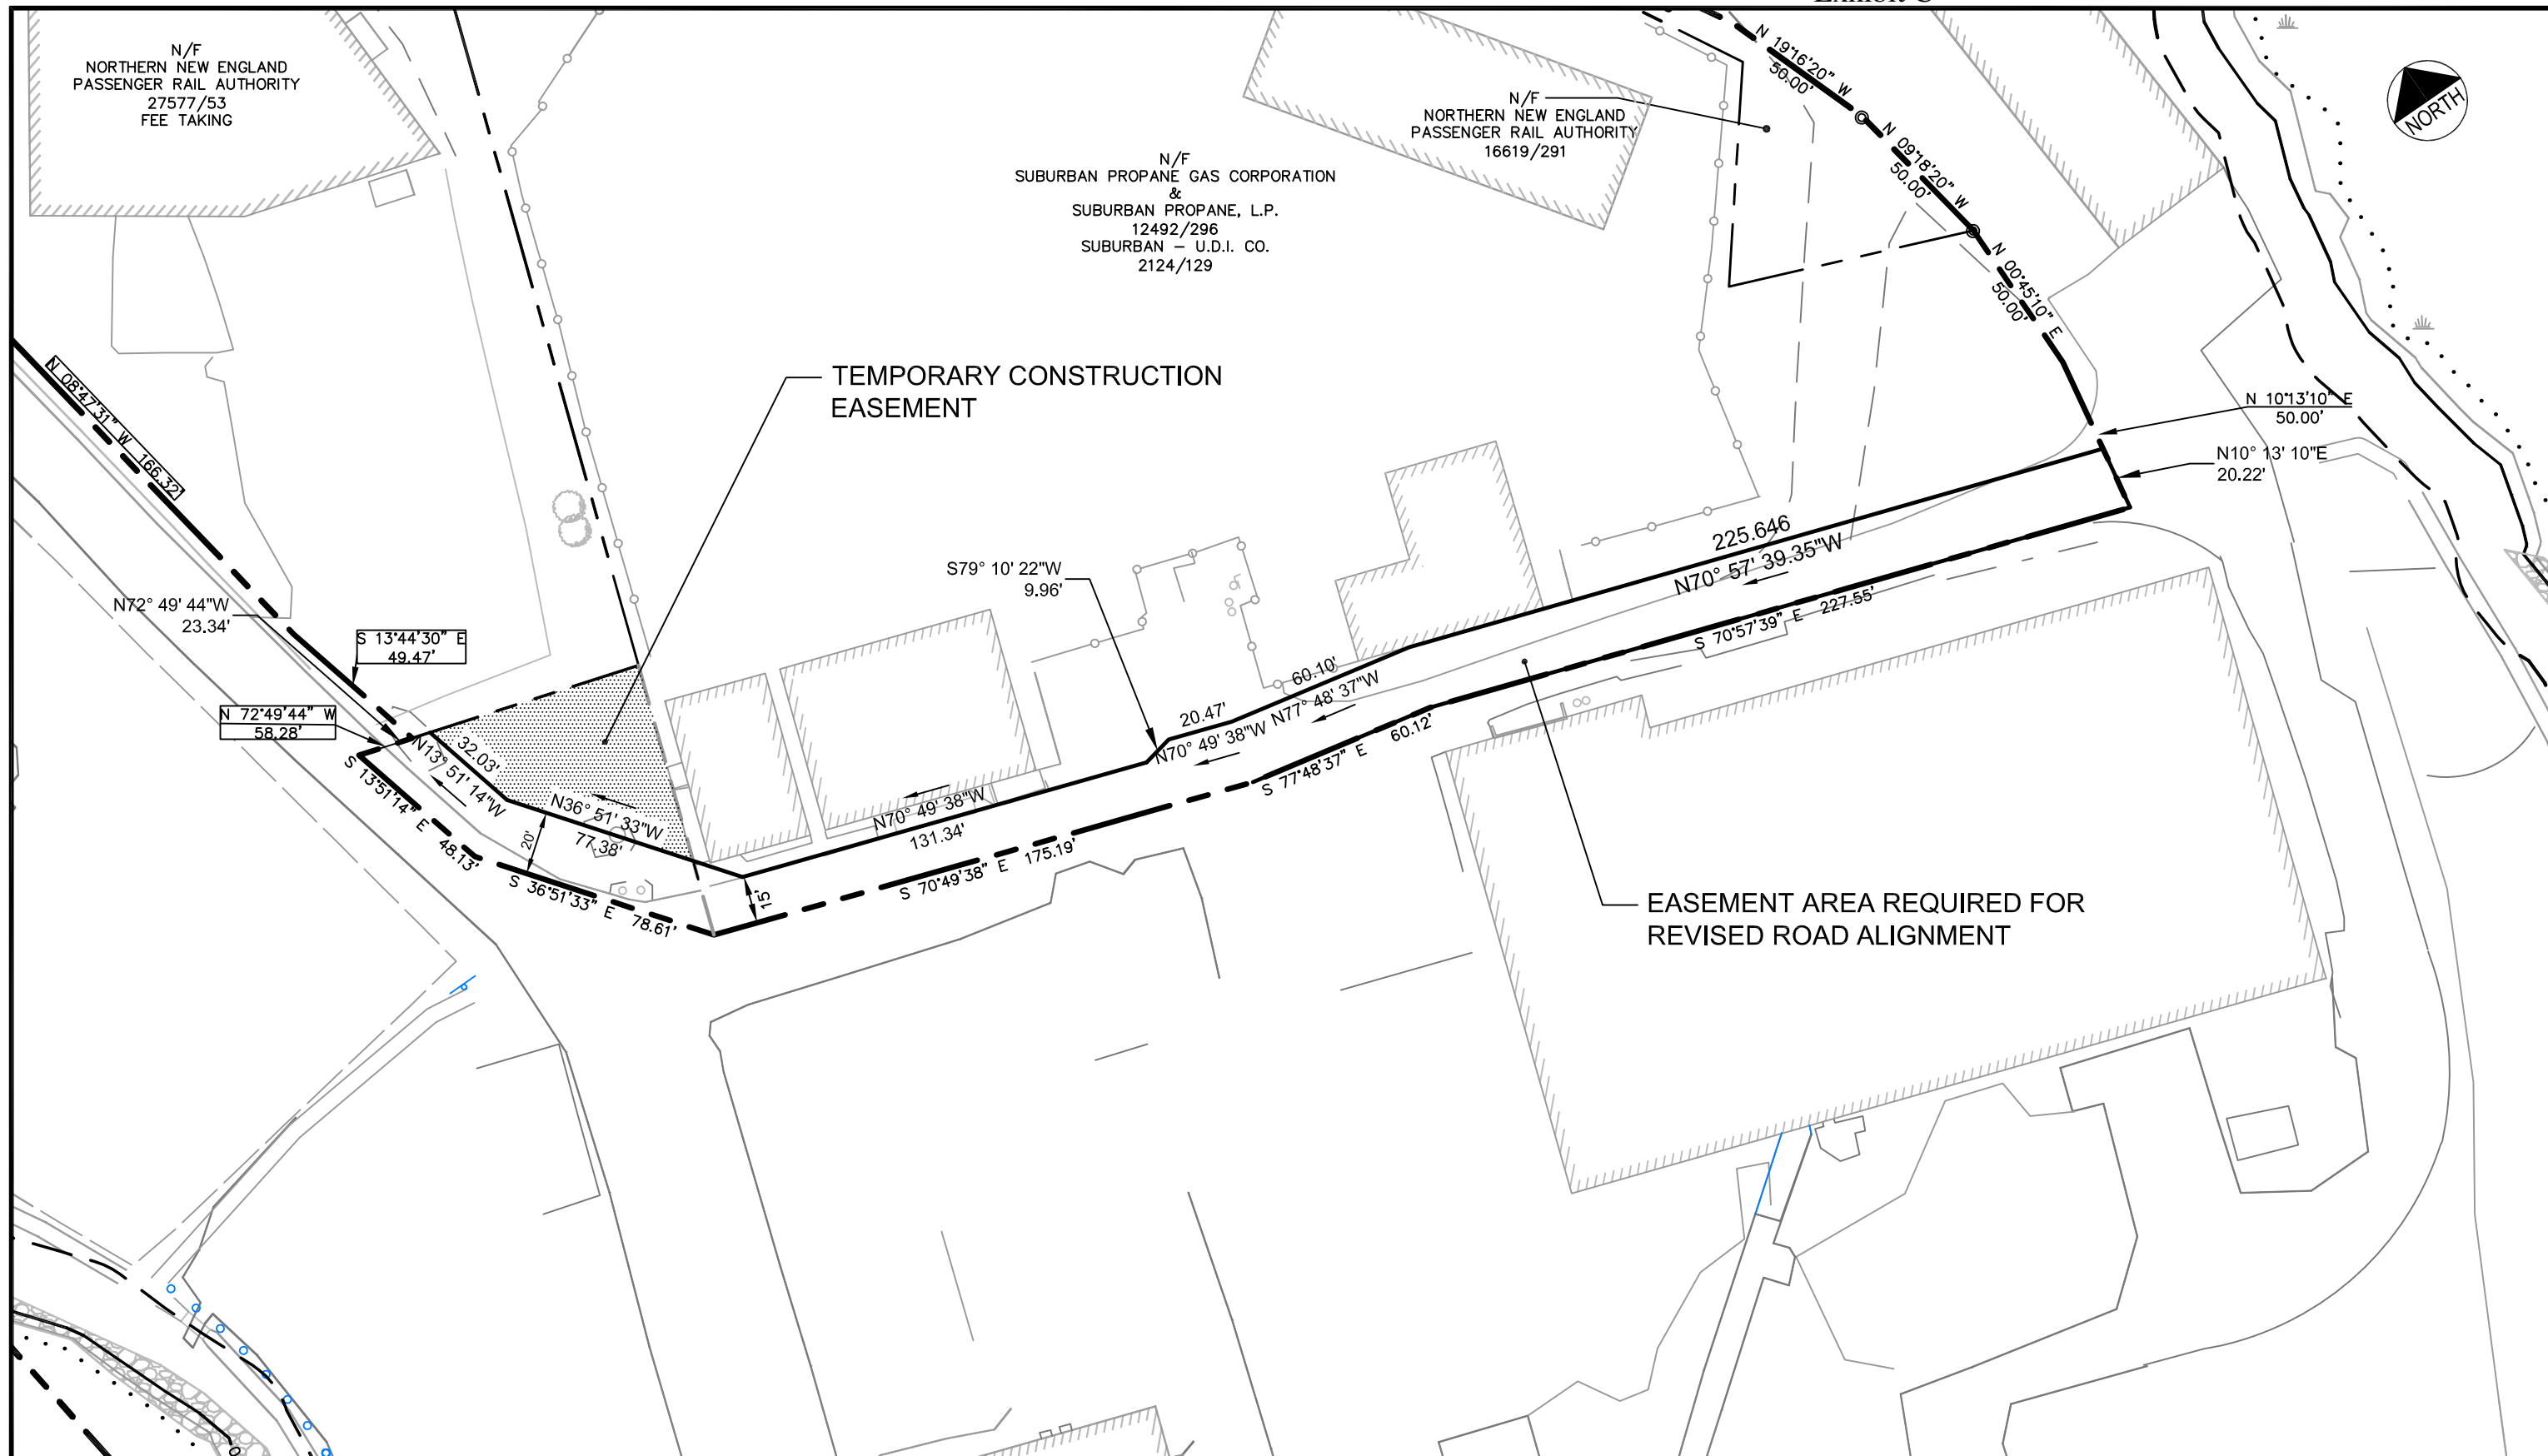 N/F
NORTHERN NEW ENGLAND
PASSENGER RAIL AUTHORITY
27577/53
FEE TAKING
N/F
SUBURBAN PROPANE GAS CORPORATION
&
SUBURBAN PROPANE, L.P.
12492/296
SUBURBAN – U.D.I. CO.
2124/129
N/F
NORTHERN NEW ENGLAND
PASSENGER RAIL AUTHORITY
16619/291
N 19°16'20" W
50.00'
N 09°18'20" W
50.00'
N 00°45'10" E
50.00'
NORTH
N 10°13'10" E
50.00'
N10° 13' 10"E
20.22'
TEMPORARY CONSTRUCTION
EASEMENT
N 08°47'31" W 166.32'
N72° 49' 44"W
23.34'
S 13°44'30" E
49.47'
N 72°49'44" W
58.28'
S79° 10' 22"W
9.96'
225.646
N70° 57' 39.35"W
S 70°57'39" E 227.55'
60.10'
N77° 48' 37"W
20.47'
N70° 49' 38"W
S 77°48'37" E 60.12'
32.03'
N13° 51' 14"W
S 13°51'14" E 48.13'
N36° 51' 33"W
77.38'
20'
S 36°51'33" E 78.61'
N70° 49' 38"W
131.34'
15'
S 70°49'38" E 175.19'
EASEMENT AREA REQUIRED FOR
REVISED ROAD ALIGNMENT